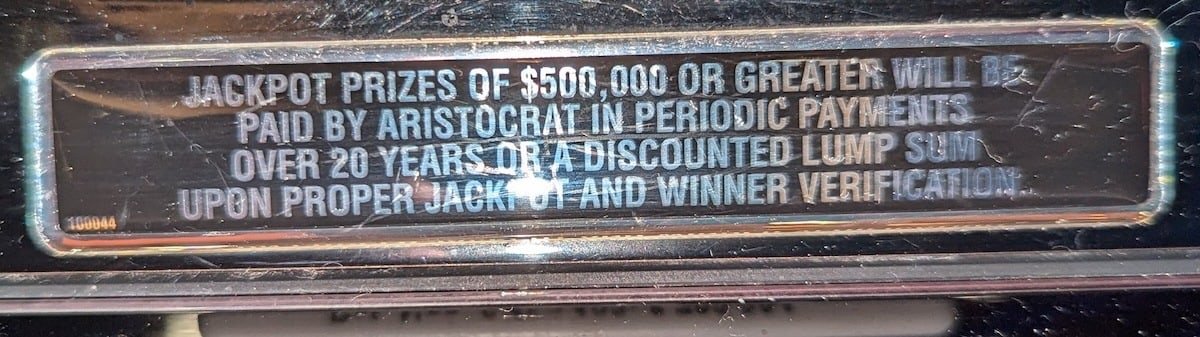 JACKPOT PRIZES OF $500,000 OR GREATER WILL BE
PAID BY ARISTOCRAT IN PERIODIC PAYMENTS
OVER 20 YEARS OR A DISCOUNTED LUMP SUM
UPON PROPER JACKPOT AND WINNER VERIFICATION.
100044